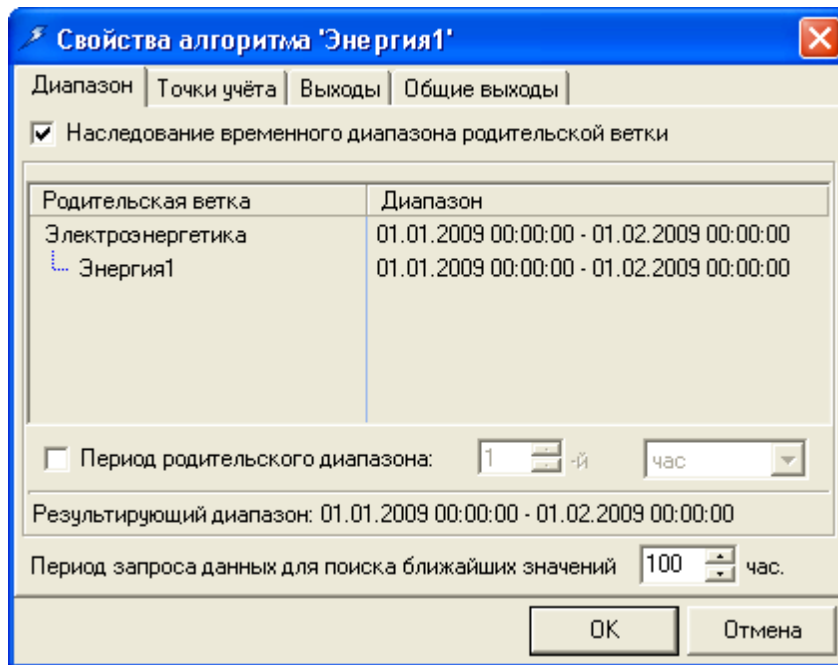 Свойства алгоритма 'Энергия1'
Диапазон Точки учёта Выходы Общие выходы
Наследование временного диапазона родительской ветки
Родительская ветка Диапазон
Электроэнергетика 01.01.2009 00:00:00 - 01.02.2009 00:00:00
Энергия1 01.01.2009 00:00:00 - 01.02.2009 00:00:00
Период родительского диапазона: 1 -й час
Результирующий диапазон: 01.01.2009 00:00:00 - 01.02.2009 00:00:00
Период запроса данных для поиска ближайших значений 100 час.
OK Отмена